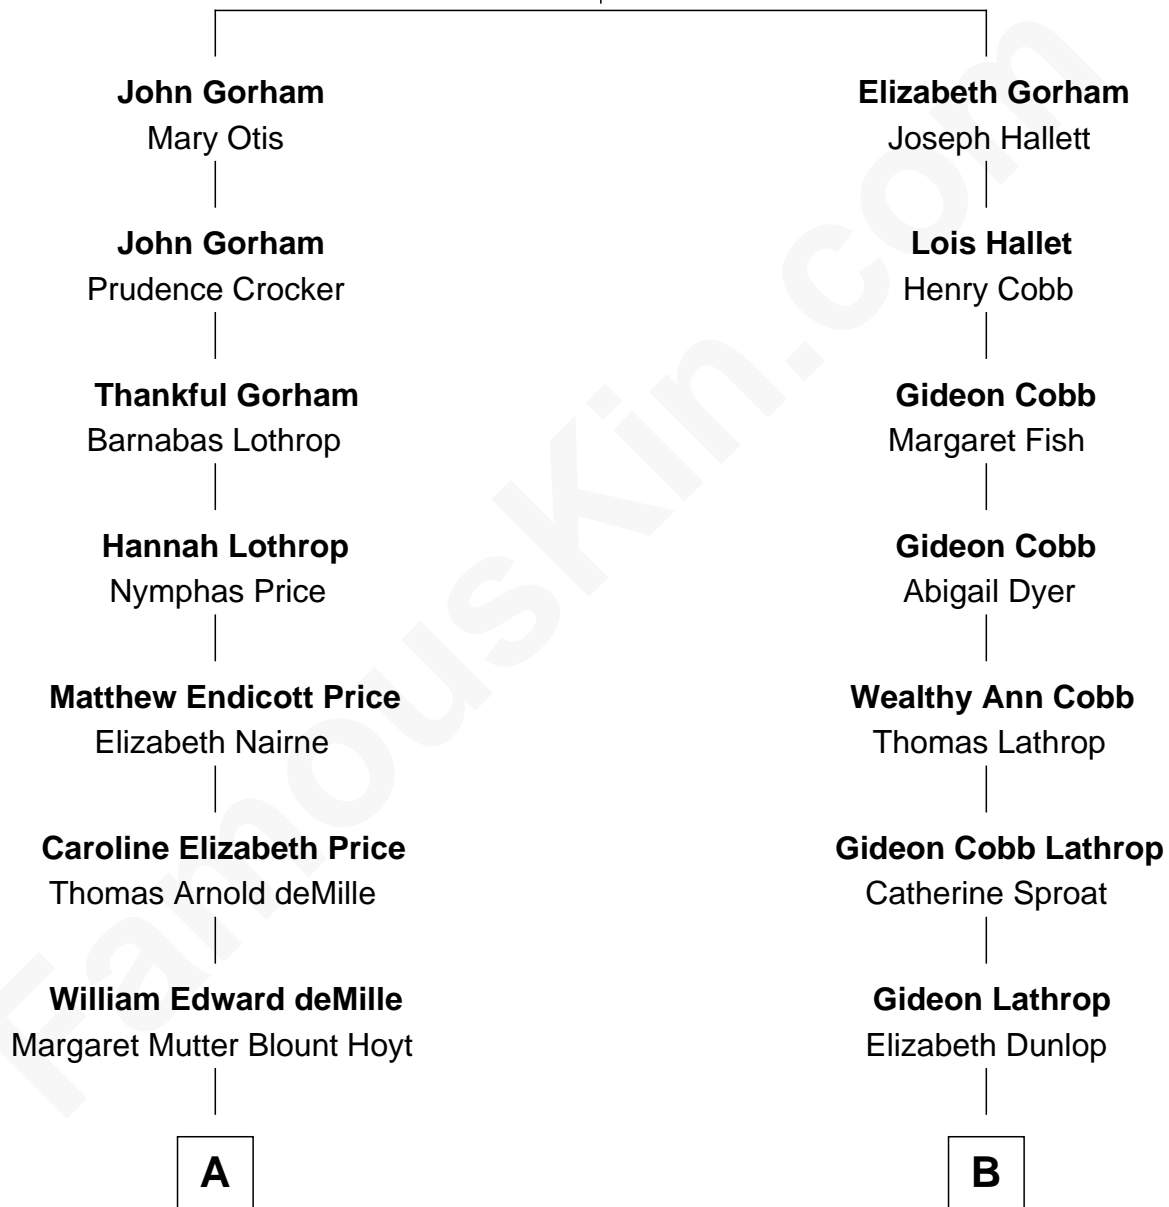 John Gorham
Mary Otis
John Gorham
Prudence Crocker
Thankful Gorham
Barnabas Lothrop
Hannah Lothrop
Nymphas Price
Matthew Endicott Price
Elizabeth Nairne
Caroline Elizabeth Price
Thomas Arnold deMille
William Edward deMille
Margaret Mutter Blount Hoyt
A
Elizabeth Gorham
Joseph Hallett
Lois Hallet
Henry Cobb
Gideon Cobb
Margaret Fish
Gideon Cobb
Abigail Dyer
Wealthy Ann Cobb
Thomas Lathrop
Gideon Cobb Lathrop
Catherine Sproat
Gideon Lathrop
Elizabeth Dunlop
B
FamousKin.com